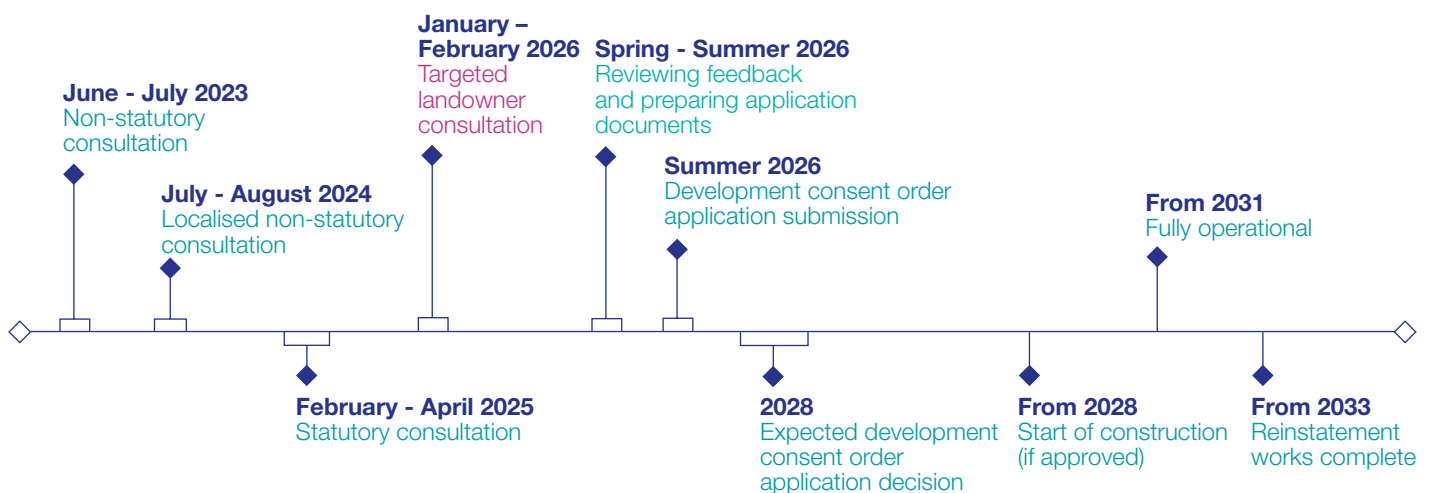 June - July 2023
Non-statutory
consultation
July - August 2024
Localised non-statutory
consultation
February - April 2025
Statutory consultation
January –
February 2026
Targeted
landowner
consultation
Spring - Summer 2026
Reviewing feedback
and preparing application
documents
Summer 2026
Development consent order
application submission
2028
Expected development
consent order
application decision
From 2028
Start of construction
(if approved)
From 2031
Fully operational
From 2033
Reinstatement
works complete